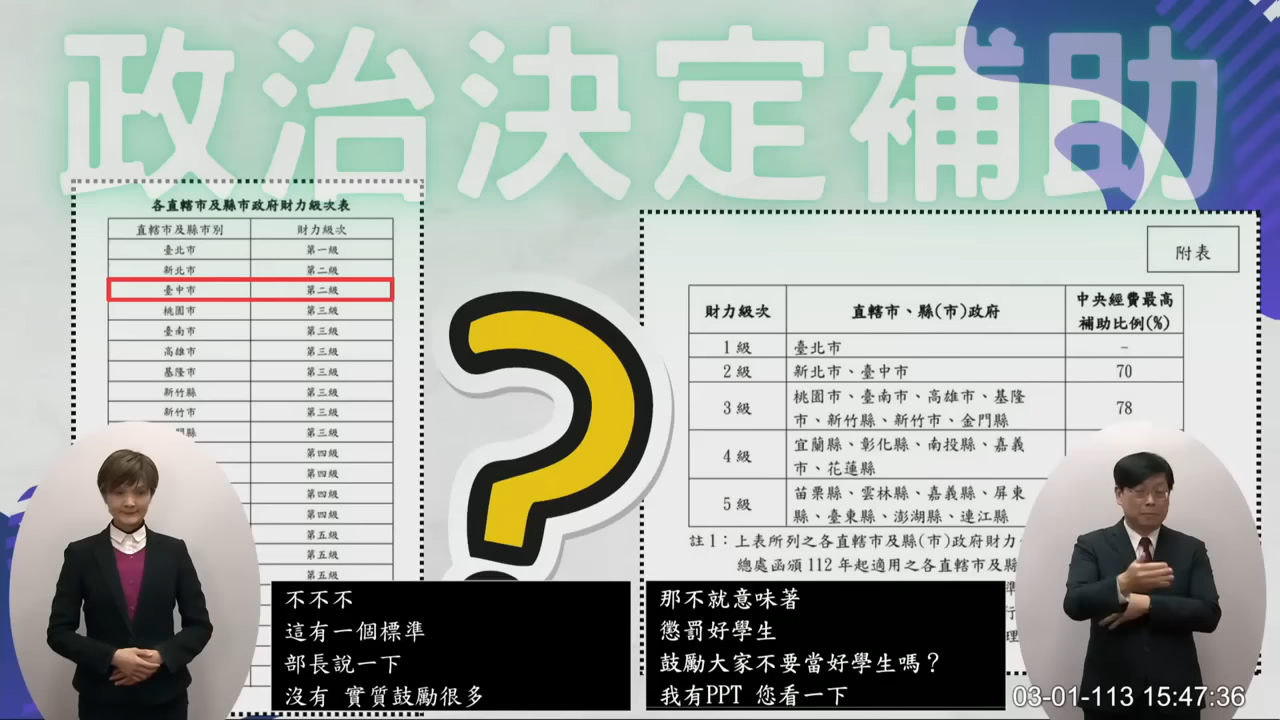 政治決定補助
各直轄市及縣市政府財力級次表
直轄市及縣市別 財力級次
臺北市 第一級
新北市 第二級
臺中市 第二級
桃園市 第三級
臺南市 第三級
高雄市 第三級
基隆市 第三級
新竹縣 第三級
新竹市 第三級
門縣 第三級
第四級
第四級
第四級
第四級
第五級
第五級
第五級
附表
財力級次 直轄市、縣(市)政府 中央經費最高補助比例(%)
1級 臺北市 –
2級 新北市、臺中市 70
3級 桃園市、臺南市、高雄市、基隆 78
市、新竹縣、新竹市、金門縣
4級 宜蘭縣、彰化縣、南投縣、嘉義
市、花蓮縣
5級 苗栗縣、雲林縣、嘉義縣、屏東
縣、臺東縣、澎湖縣、連江縣
註1：上表所列之各直轄市及縣(市)政府財力
總處函頒112年起適用之各直轄市及縣
不不不
這有一個標準
部長說一下
沒有 實質鼓勵很多
那不就意味著
懲罰好學生
鼓勵大家不要當好學生嗎？
我有PPT 您看一下
03-01-113 15:47:36